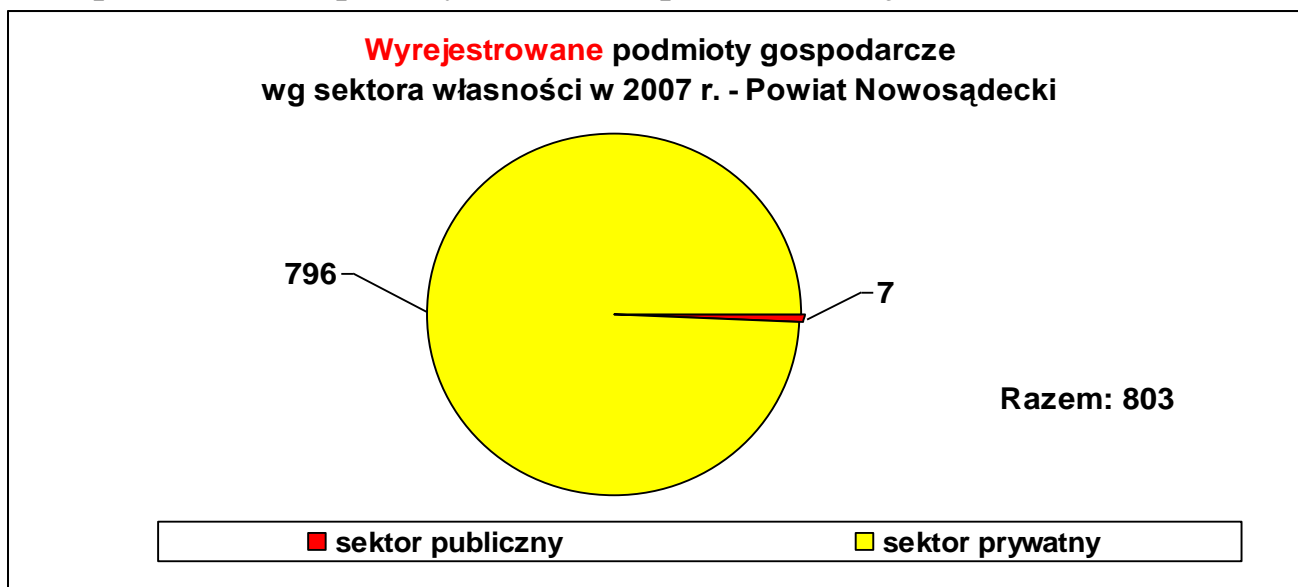 Wyrejestrowane podmioty gospodarcze
wg sektora własności w 2007 r. - Powiat Nowosądecki
796
7
Razem: 803
sektor publiczny
sektor prywatny